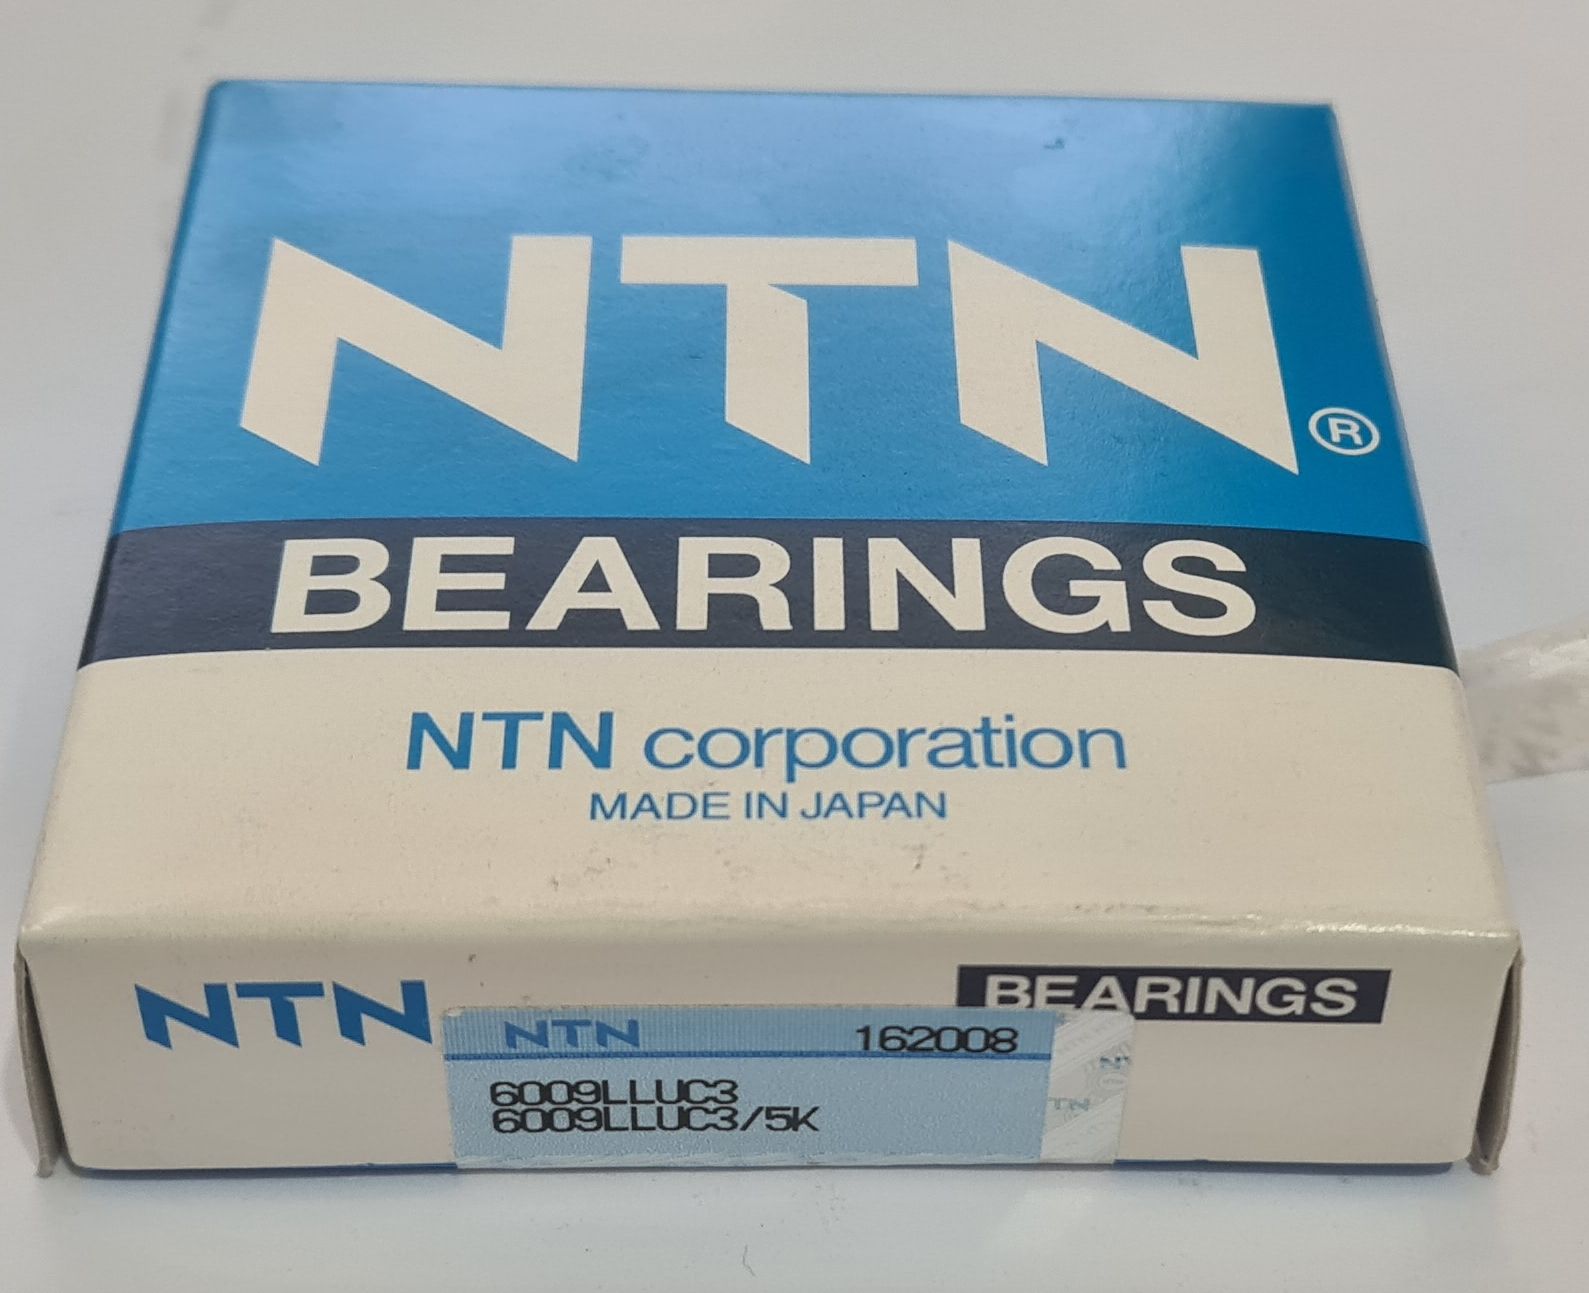 NTN®
BEARINGS
NTN corporation
MADE IN JAPAN
NTN BEARINGS
NTN 162008
6009LLUC3
6009LLUC3/5K